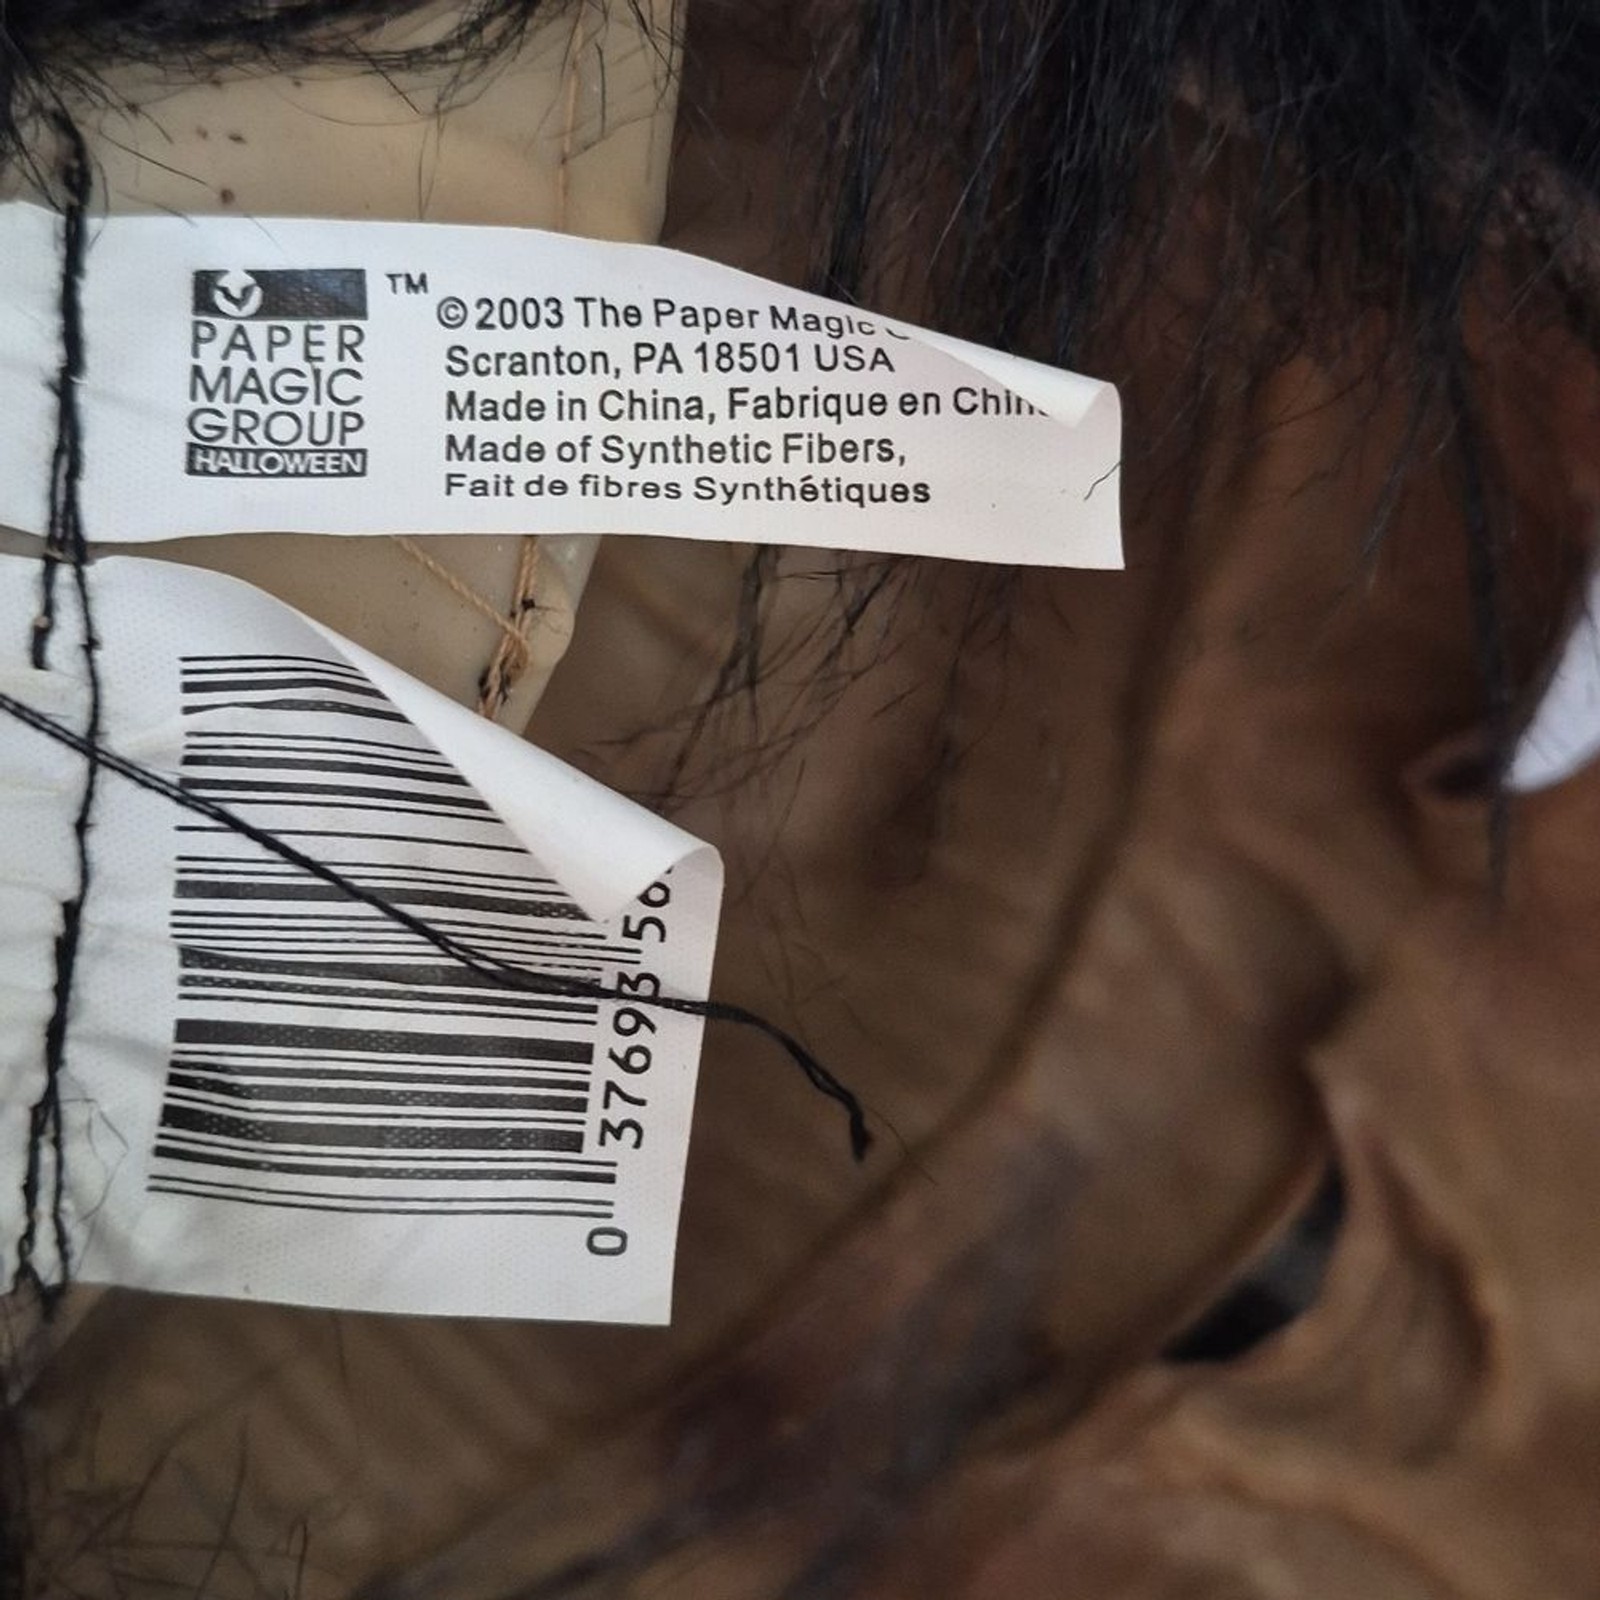 PAPER
MAGIC
GROUP
HALLOWEEN
TM
©2003 The Paper Magic
Scranton, PA 18501 USA
Made in China, Fabrique en
Made of Synthetic Fibers,
Fait de fibres Synthétiques
0 37693 56